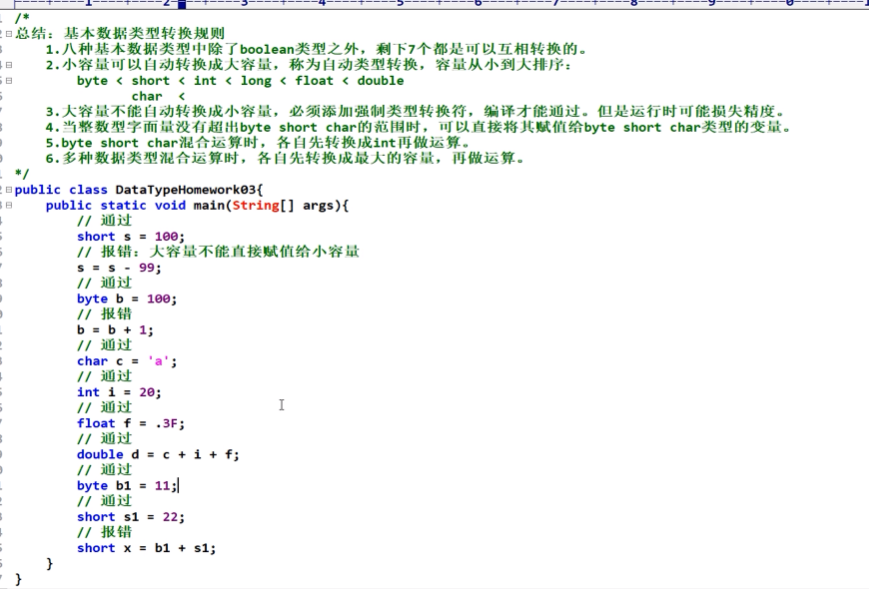 /*
总结：基本数据类型转换规则
1.八种基本数据类型中除了boolean类型之外，剩下7个都是可以互相转换的。
2.小容量可以自动转换成大容量，称为自动类型转换，容量从小到大排序：
byte < short < int < long < float < double
char <
3.大容量不能自动转换成小容量，必须添加强制类型转换符，编译才能通过。但是运行时可能损失精度。
4.当整数型字面量没有超出byte short char的范围时，可以直接将其赋值给byte short char类型的变量。
5.byte short char混合运算时，各自先转换成int再做运算。
6.多种数据类型混合运算时，各自先转换成最大的容量，再做运算。
*/
public class DataTypeHomework03{
public static void main(String[] args){
// 通过
short s = 100;
// 报错：大容量不能直接赋值给小容量
s = s - 99;
// 通过
byte b = 100;
// 报错
b = b + 1;
// 通过
char c = 'a';
// 通过
int i = 20;
// 通过
float f = .3F;
// 通过
double d = c + i + f;
// 通过
byte b1 = 11;
// 通过
short s1 = 22;
// 报错
short x = b1 + s1;
}
}